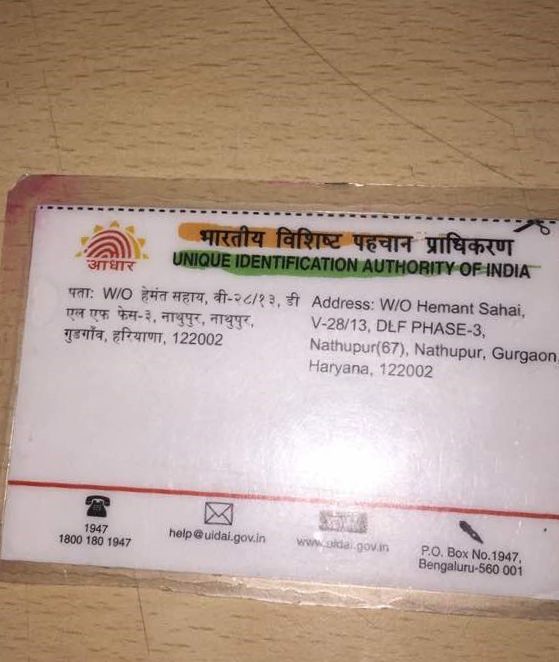 भारतीय विशिष्ट पहचान प्राधिकरण
UNIQUE IDENTIFICATION AUTHORITY OF INDIA
आधार
पता: W/O हेमंत सहाय, वी-२८/१३, डी
एल एफ फेस-३, नाथुपुर, नाथुपुर,
गुडगाँव, हरियाणा, 122002
Address: W/O Hemant Sahai,
V-28/13, DLF PHASE-3,
Nathupur(67), Nathupur, Gurgaon,
Haryana, 122002
1947
1800 180 1947
help@uidai.gov.in
www.uidai.gov.in
P.O. Box No.1947,
Bengaluru-560 001